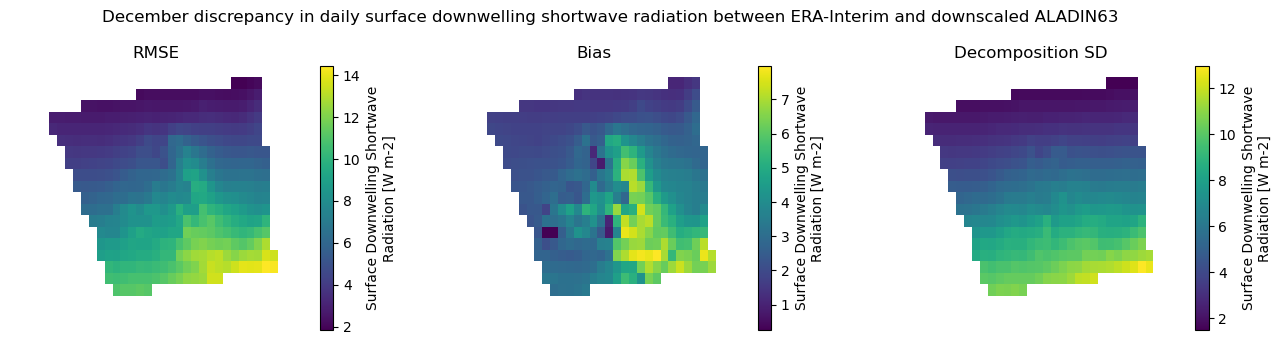 December discrepancy in daily surface downwelling shortwave radiation between ERA-Interim and downscaled ALADIN63
RMSE
14
12
10
8
6
4
2
Surface Downwelling Shortwave
Radiation [W m-2]
Bias
7
6
5
4
3
2
1
Surface Downwelling Shortwave
Radiation [W m-2]
Decomposition SD
12
10
8
6
4
2
Surface Downwelling Shortwave
Radiation [W m-2]